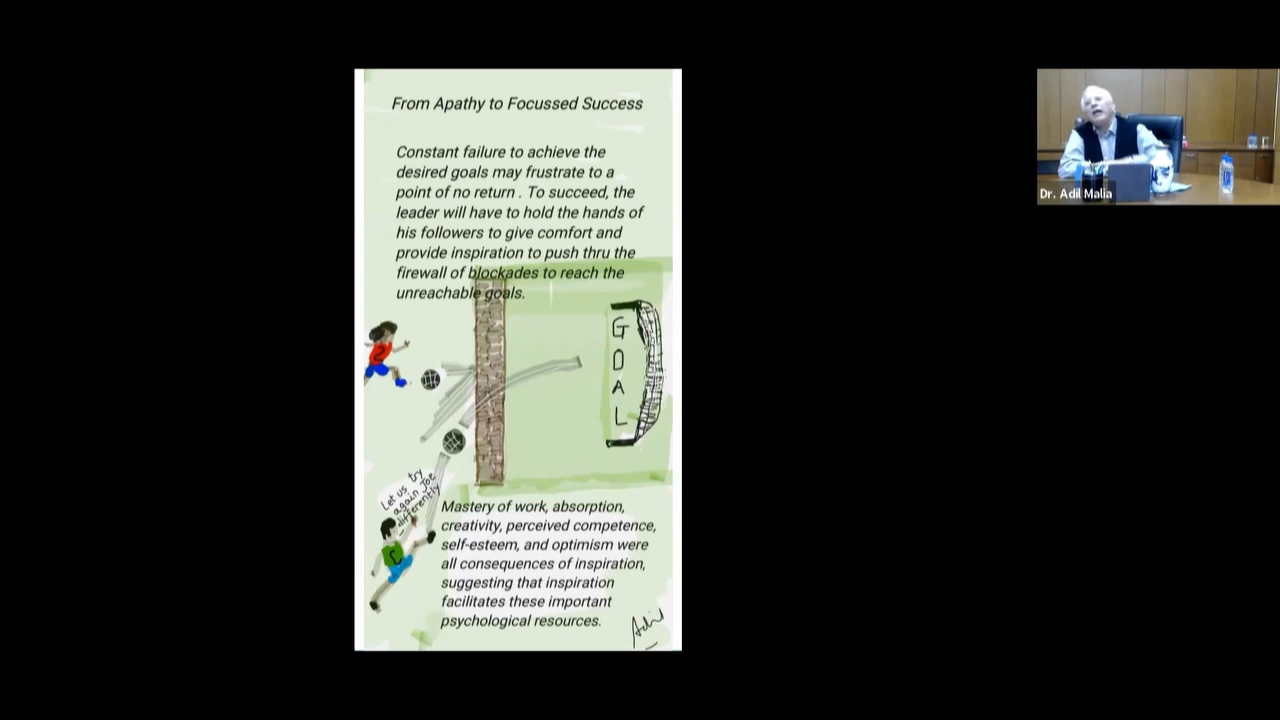 From Apathy to Focussed Success
Constant failure to achieve the
desired goals may frustrate to a
point of no return . To succeed, the
leader will have to hold the hands of
his followers to give comfort and
provide inspiration to push thru the
firewall of blockades to reach the
unreachable goals.
2
G
O
A
L
Let us try
again Joe
differently
C
Mastery of work, absorption,
creativity, perceived competence,
self-esteem, and optimism were
all consequences of inspiration,
suggesting that inspiration
facilitates these important
psychological resources.
Adil
Dr. Adil Malia